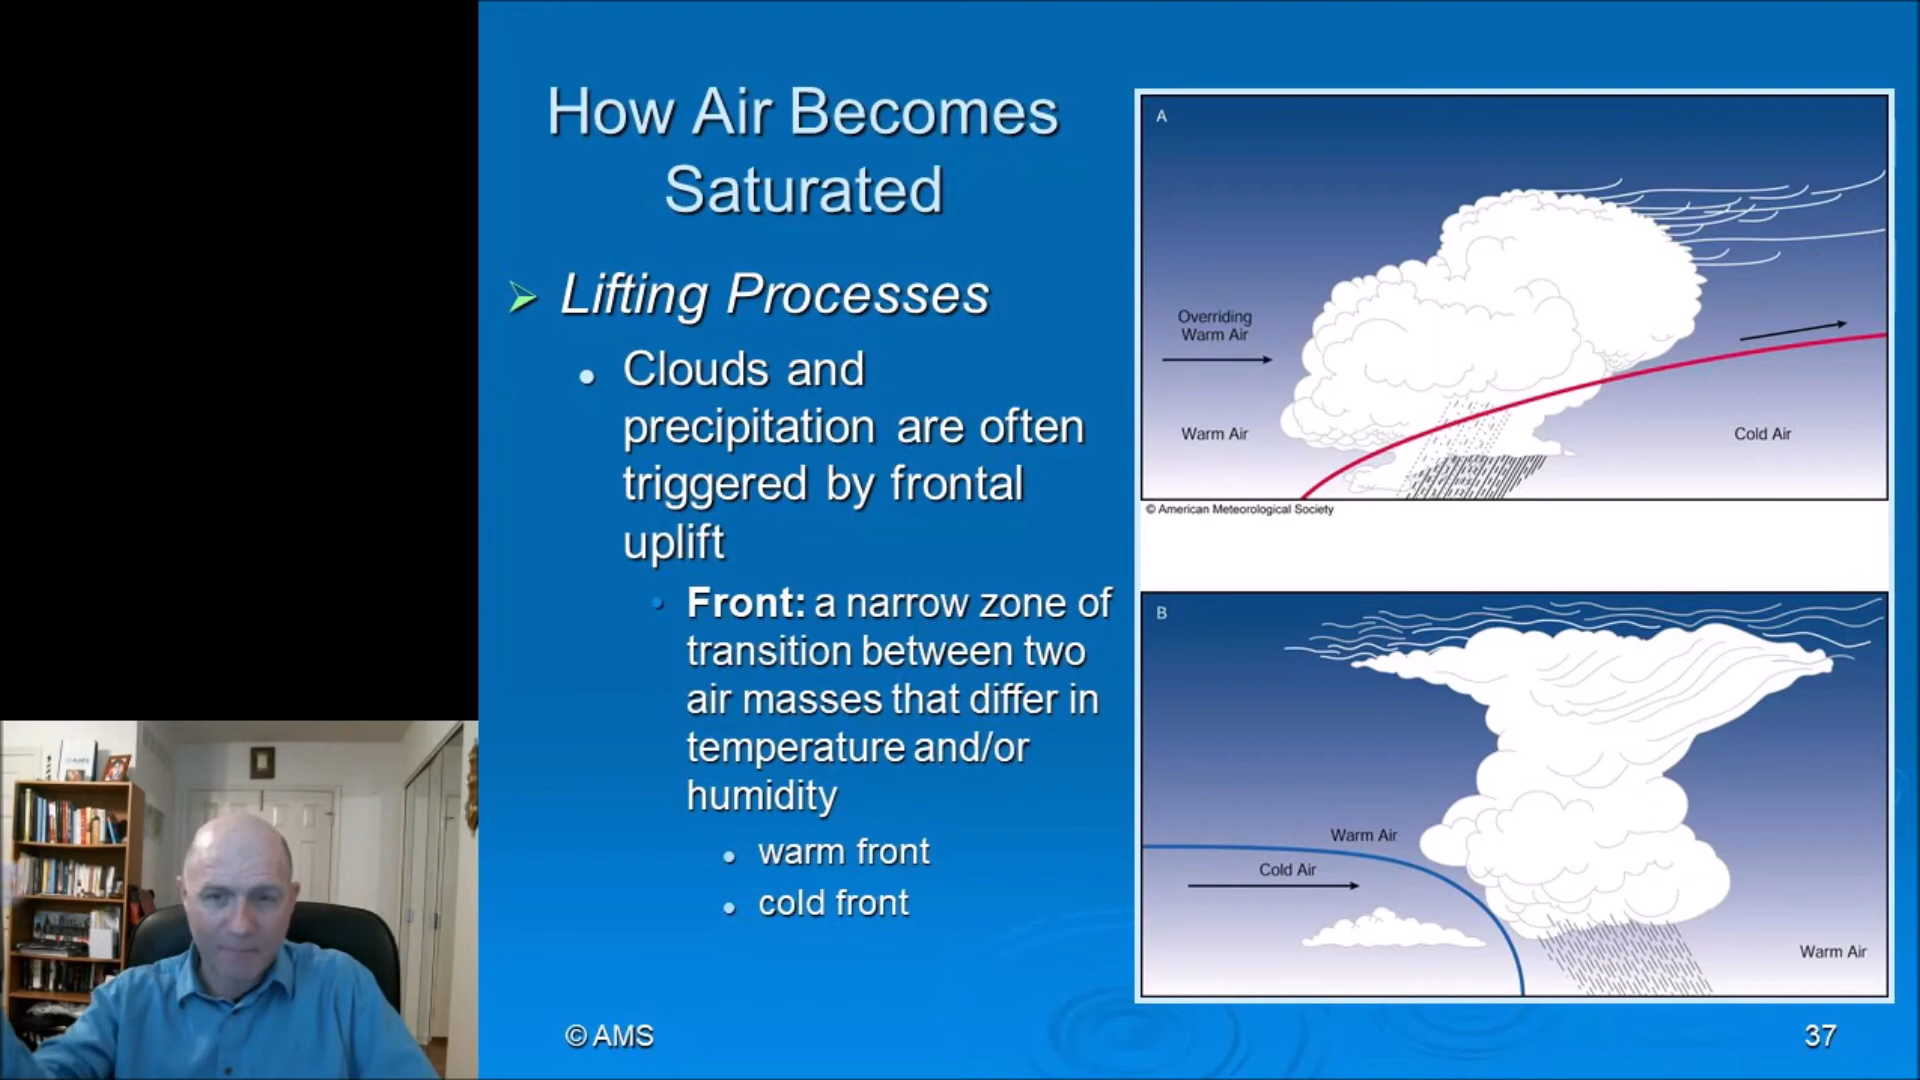 How Air Becomes
Saturated
Lifting Processes
Clouds and
precipitation are often
triggered by frontal
uplift
Front: a narrow zone of
transition between two
air masses that differ in
temperature and/or
humidity
warm front
cold front
© AMS
A
Overriding
Warm Air
Warm Air
Cold Air
© American Meteorological Society
B
Warm Air
Cold Air
Warm Air
37
AMS